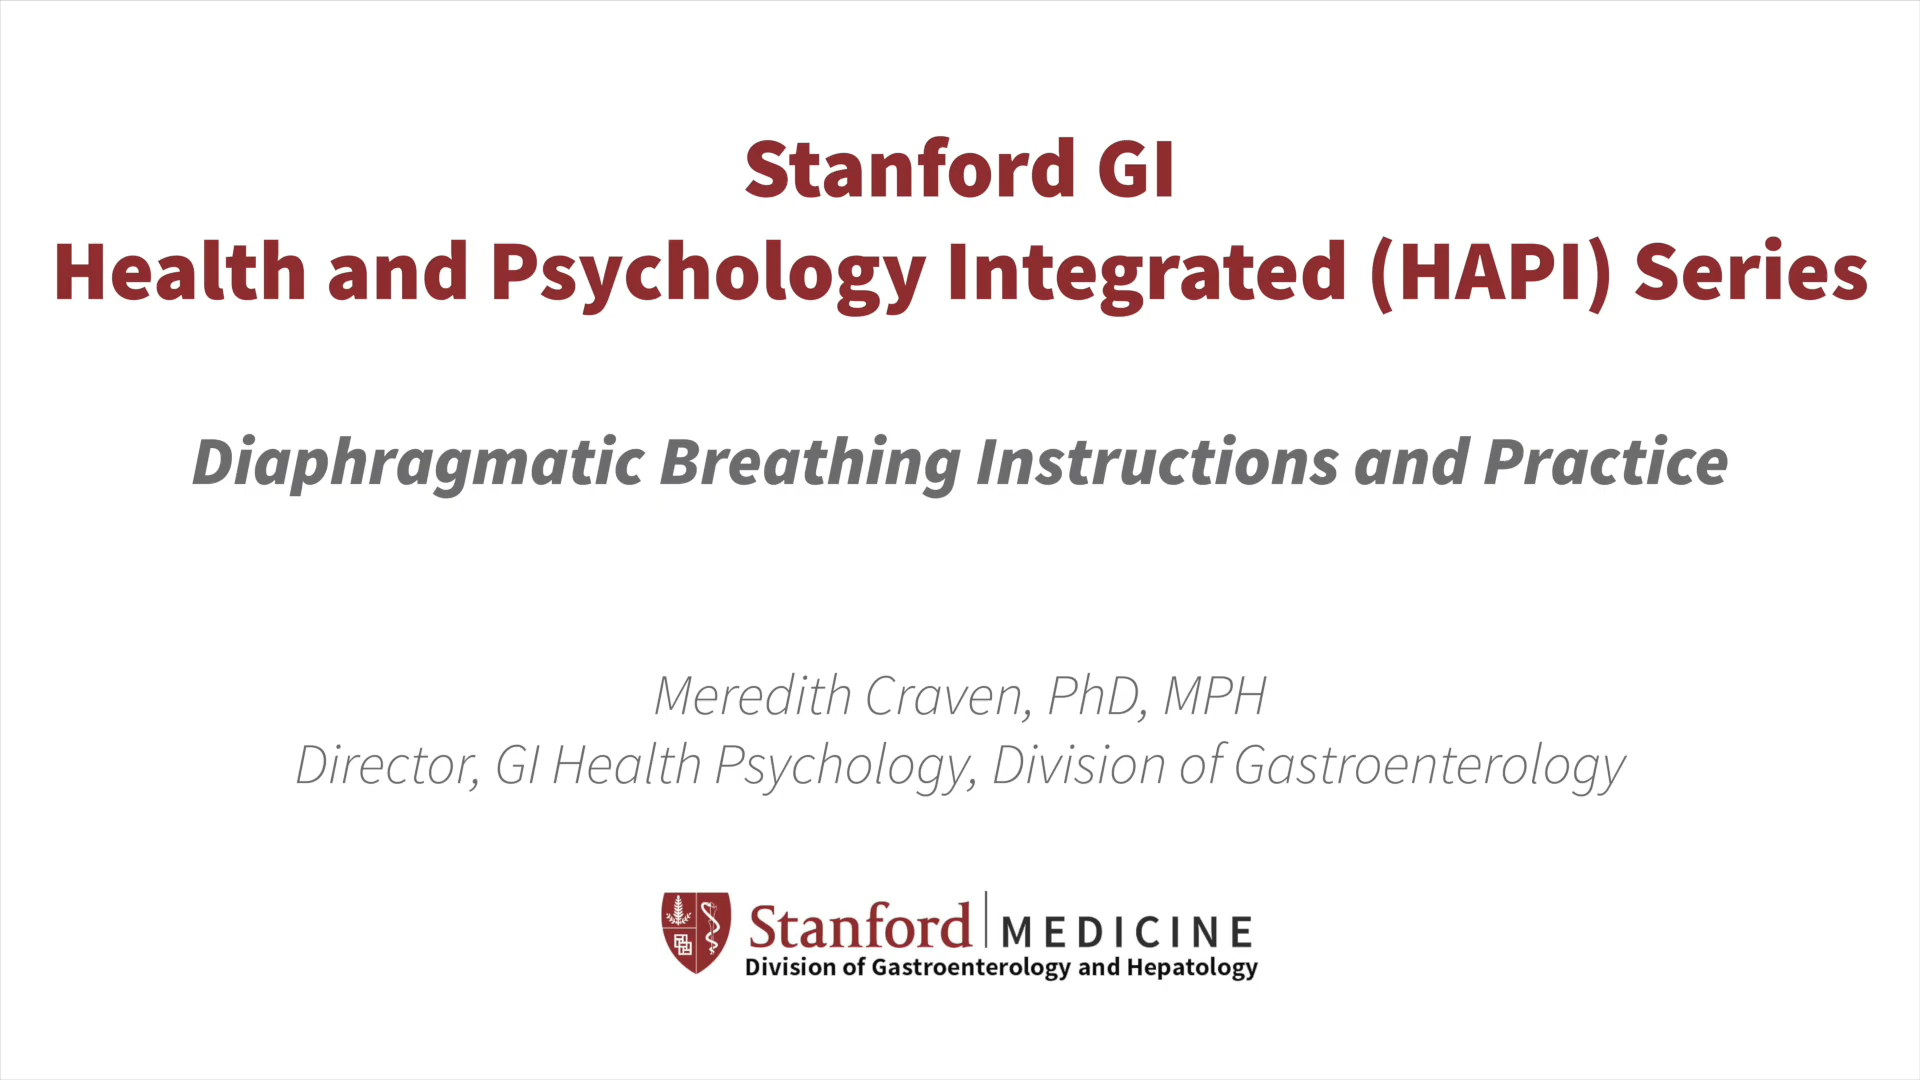 Stanford GI
Health and Psychology Integrated (HAPI) Series
Diaphragmatic Breathing Instructions and Practice
Meredith Craven, PhD, MPH
Director, GI Health Psychology, Division of Gastroenterology
Stanford MEDICINE
Division of Gastroenterology and Hepatology